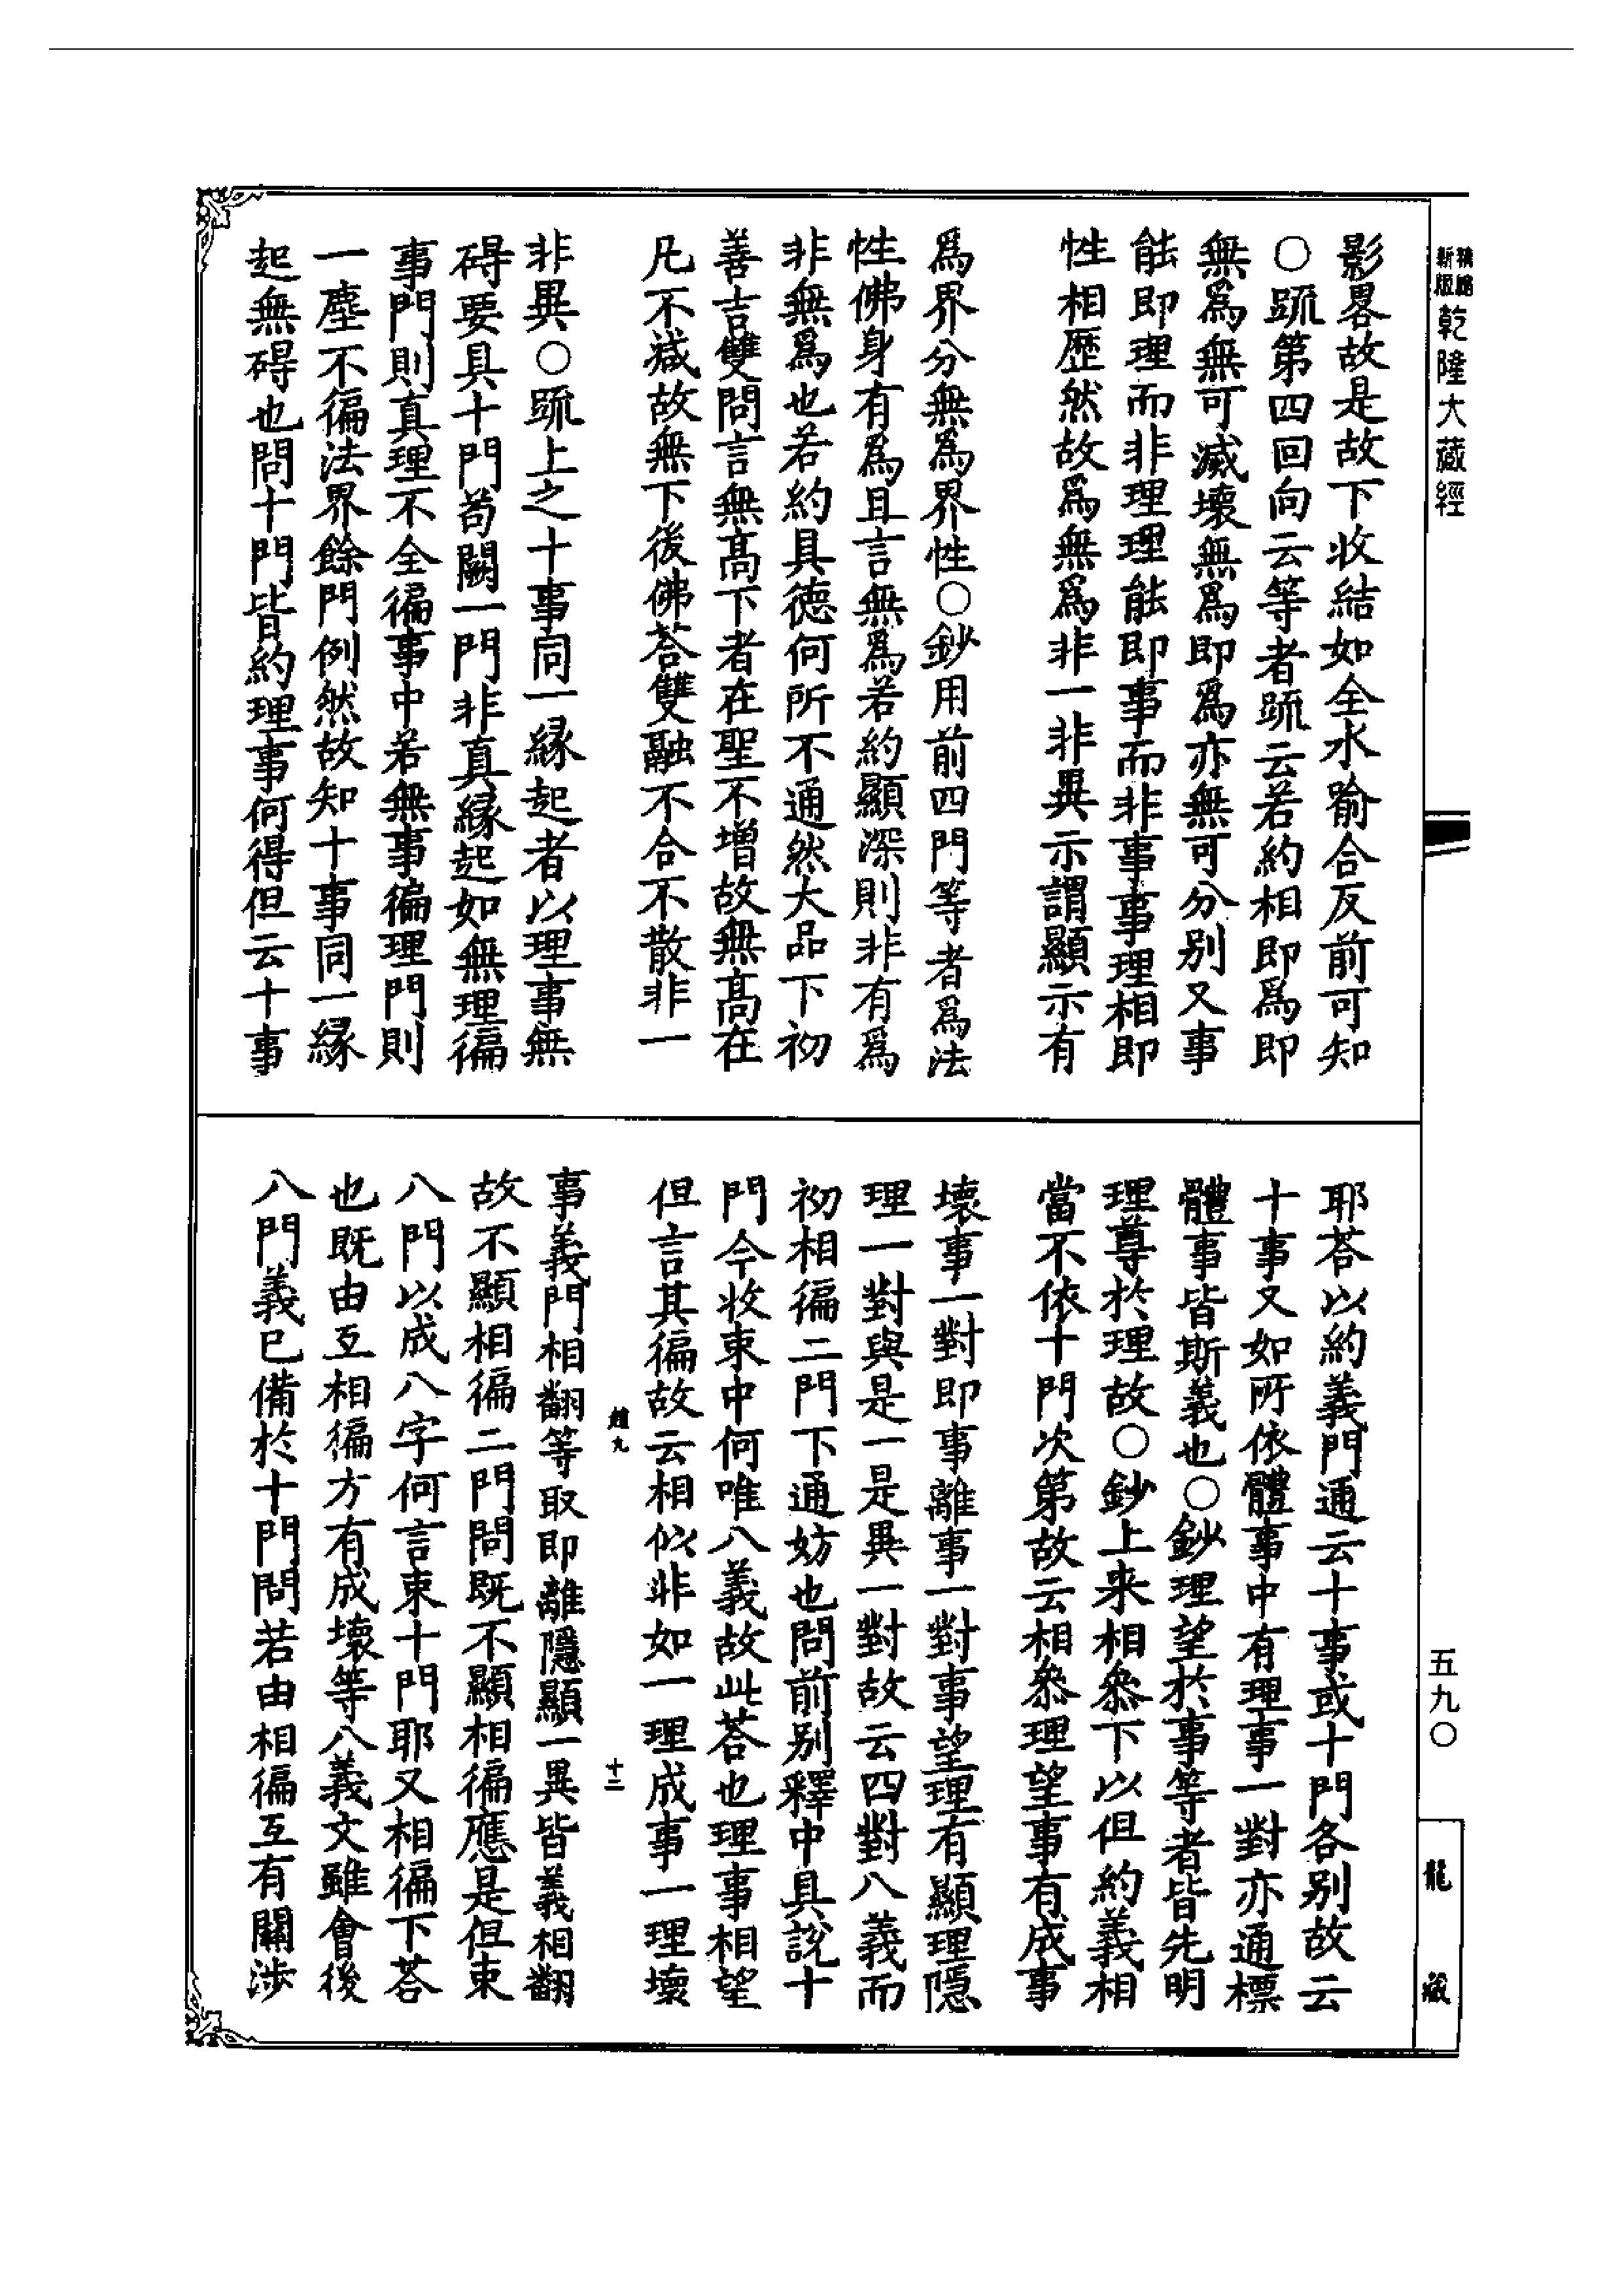 精縮
新版
乾隆大藏經
影畧故是故下收結如全水喻合反前可知
○䟽第四回向云等者䟽云若約相即爲即
無爲無可滅壞無爲即爲亦無可分别又事
能即理而非理理能即事而非事事理相即
性相歷然故爲無爲非一非異示謂顯示有
爲界分無爲界性○鈔用前四門等者爲法
性佛身有爲且言無爲若約顯深則非有爲
非無爲也若約具德何所不通然大品下初
善吉雙問言無高下者在聖不增故無高在
凡不減故無下後佛荅雙融不合不散非一
非異○䟽上之十事同一緣起者以理事無
碍要具十門苟闕一門非真緣起如無理徧
事門則真理不全徧事中若無事徧理門則
一塵不徧法界餘門例然故知十事同一緣
起無碍也問十門皆約理事何得但云十事
耶荅以約義門通云十事或十門各别故云
十事又如所依體事中有理事一對亦通標
體事皆斯義也○鈔理望於事等者皆先明
理尊於理故○鈔上来相叅下以但約義相
當不依十門次第故云相叅理望事有成事
壞事一對即事離事一對事望理有顯理隱
理一對與是一是異一對故云四對八義而
初相徧二門下通妨也問前别釋中具說十
門今收束中何唯八義故此荅也理事相望
但言其徧故云相似非如一理成事一理壞
事義門相翻等取即離隱顯一異皆義相翻
故不顯相徧二門問既不顯相徧應是但束
八門以成八字何言束十門耶又相徧下荅
也既由互相徧方有成壞等八義文雖會後
八門義已備於十門問若由相徧互有關涉
十二
五九〇
龍藏